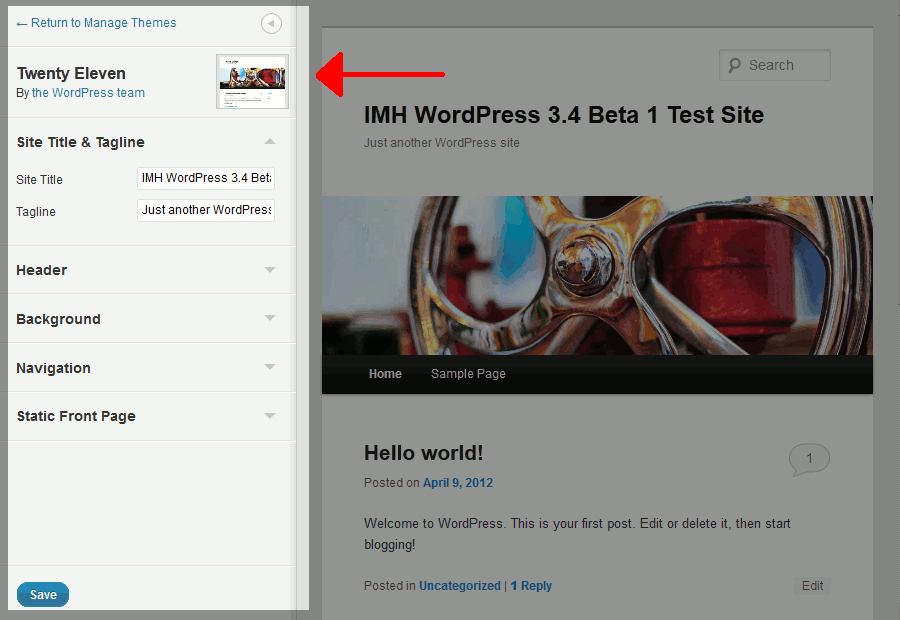 ← Return to Manage Themes
Twenty Eleven
By the WordPress team
Site Title & Tagline
Site Title IMH WordPress 3.4 Beta
Tagline Just another WordPress
Header
Background
Navigation
Static Front Page
Save
Search
IMH WordPress 3.4 Beta 1 Test Site
Just another WordPress site
Home Sample Page
Hello world!
1
Posted on April 9, 2012
Welcome to WordPress. This is your first post. Edit or delete it, then start
blogging!
Posted in Uncategorized | 1 Reply
Edit